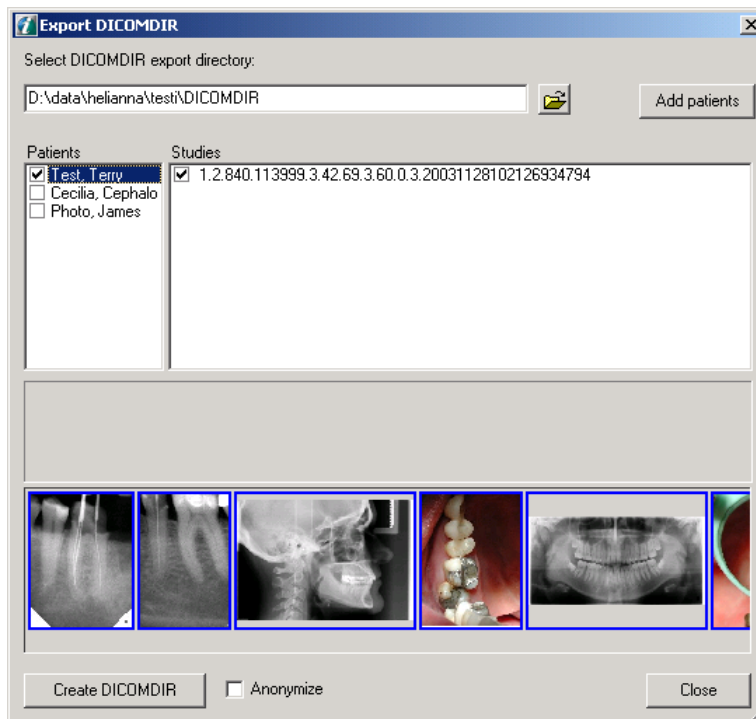 Export DICOMDIR
Select DICOMDIR export directory:
D:\data\helianna\testi\DICOMDIR
Add patients
Patients
Studies
Test, Terry
1.2.840.113999.3.42.69.3.60.0.3.20031128102126934794
Cecilia, Cephalo
Photo, James
Create DICOMDIR
Anonymize
Close